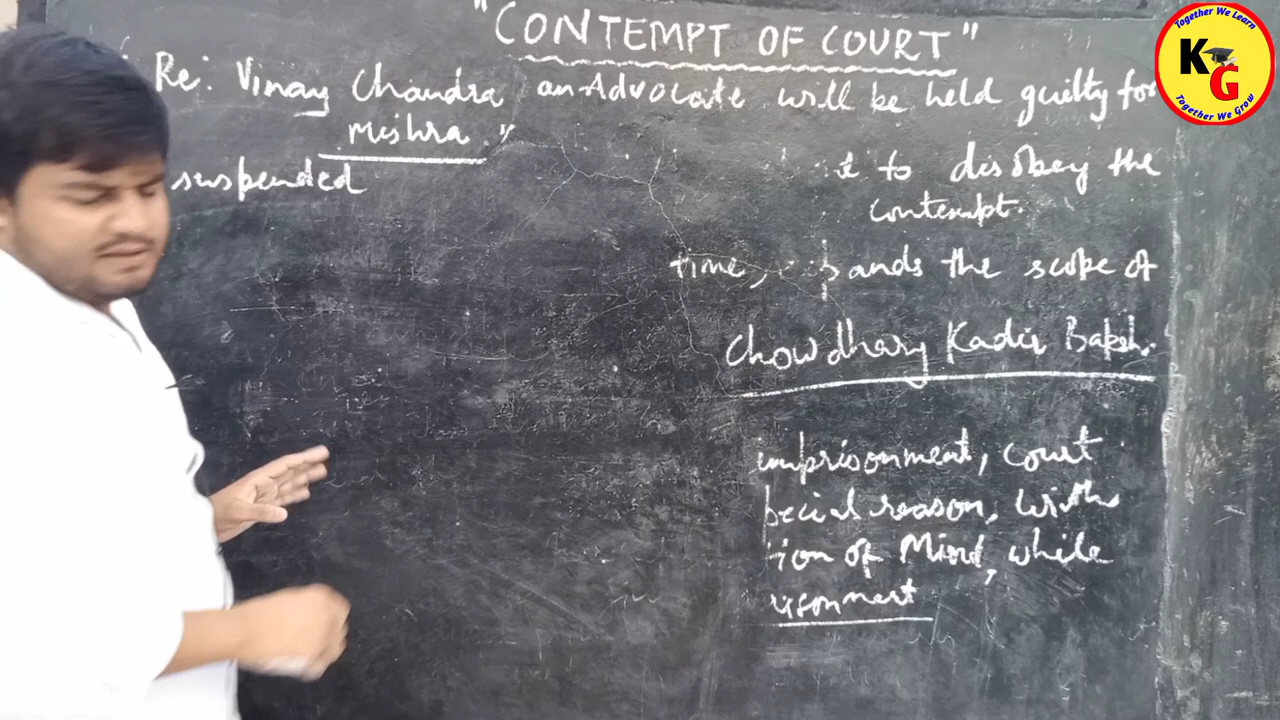 "CONTEMPT OF COURT"
Re: Vinay Chandra an Advocate will be held guilty for
Mishra"
suspended
to disobey the
contempt.
time, the scope of
Chowdhary Kadir Baksh.
imprisonment, court
reason, with
of Mind, while
Together We Learn
KG
Together We Grow